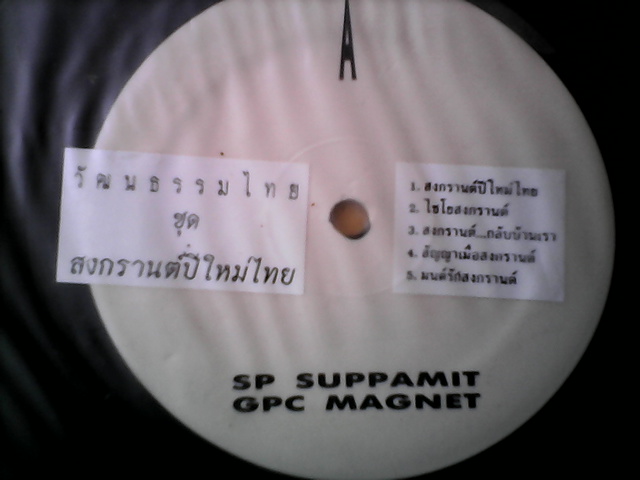 A
วัฒนธรรมไทย
ชุด
สงกรานต์ปีใหม่ไทย
1. สงกรานต์ปีใหม่ไทย
2. ไชโยสงกรานต์
3. สงกรานต์...กลับบ้านเรา
4. สัญญาเมื่อสงกรานต์
5. มนต์รักสงกรานต์
SP SUPPAMIT
GPC MAGNET